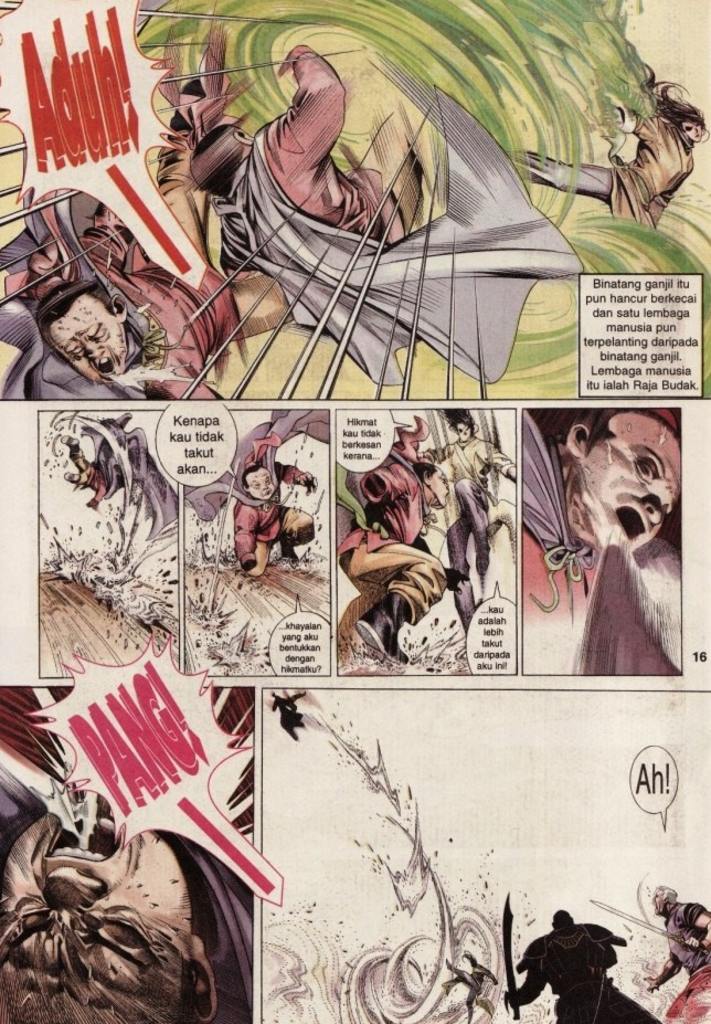 Aduh!
Binatang ganjil itu
pun hancur berkecai
dan satu lembaga
manusia pun
terpelanting daripada
binatang ganjil.
Lembaga manusia
itu ialah Raja Budak.
Kenapa
kau tidak
takut
akan...
...khayalan
yang aku
bentukkan
dengan
hikmatku?
Hikmat
kau tidak
berkesan
kerana...
...kau
adalah
lebih
daripada
aku ini!
16
PANG!
Ah!